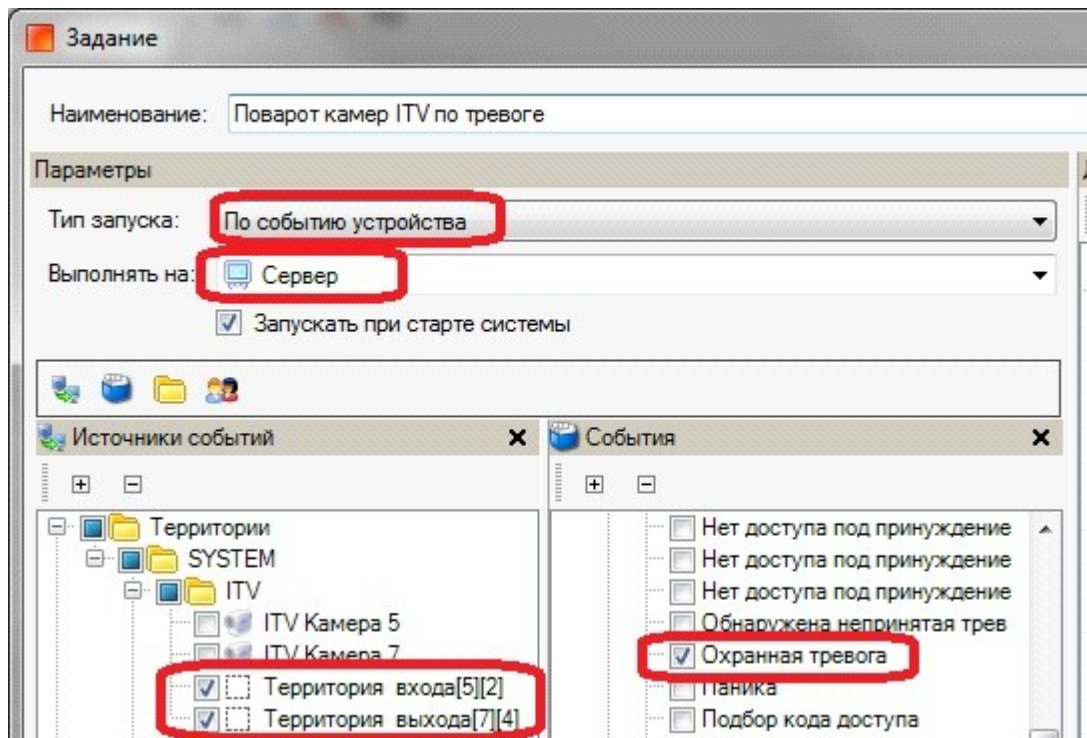 Задание
Наименование: Поварот камер ITV по тревоге
Параметры
Тип запуска: По событию устройства
Выполнять на: Сервер
Запускать при старте системы
Источники событий
События
Территории
SYSTEM
ITV
ITV Камера 5
ITV Камера 7
Территория входа[5][2]
Территория выхода[7][4]
Нет доступа под принуждение
Нет доступа под принуждение
Нет доступа под принуждение
Обнаружена непринятая трев
Охранная тревога
Паника
Подбор кода доступа